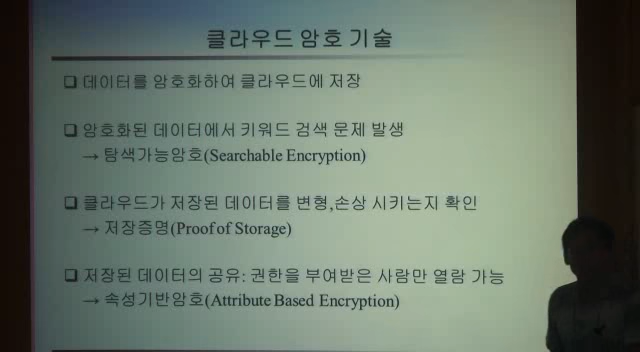 클라우드 암호 기술
❑ 데이터를 암호화하여 클라우드에 저장
❑ 암호화된 데이터에서 키워드 검색 문제 발생
→ 탐색가능암호(Searchable Encryption)
❑ 클라우드가 저장된 데이터를 변형,손상 시키는지 확인
→ 저장증명(Proof of Storage)
❑ 저장된 데이터의 공유: 권한을 부여받은 사람만 열람 가능
→ 속성기반암호(Attribute Based Encryption)